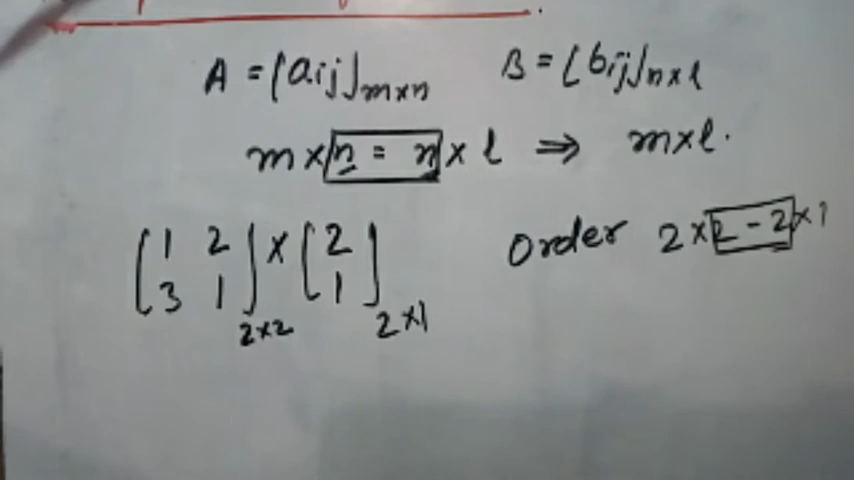 A = [aij]m×n B = [bij]n×l
m×n = n×l ⇒ m×l.
[1 2
3 1]2×2 × [2
1]2×1 Order 2×2-2×1